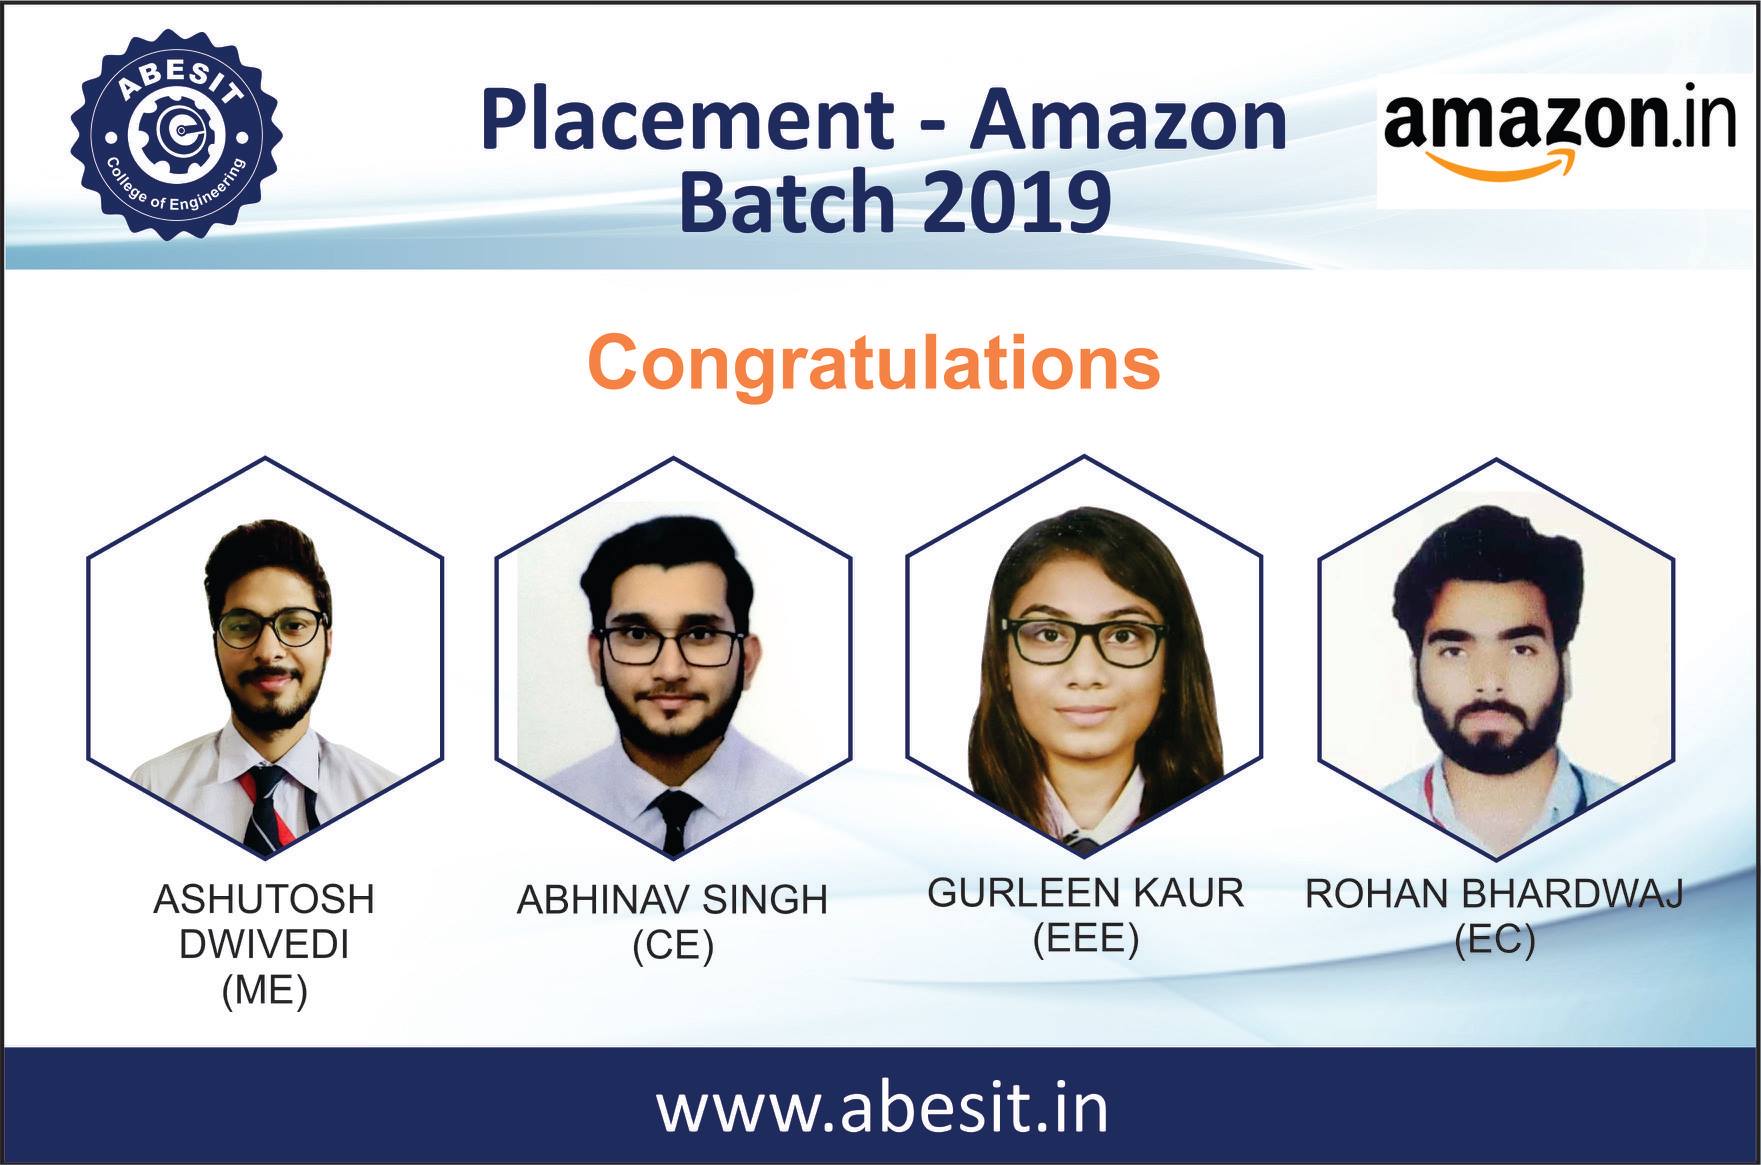 ABESIT
College of Engineering
Placement - Amazon
Batch 2019
amazon.in
Congratulations
ASHUTOSH
DWIVEDI
(ME)
ABHINAV SINGH
(CE)
GURLEEN KAUR
(EEE)
ROHAN BHARDWAJ
(EC)
www.abesit.in